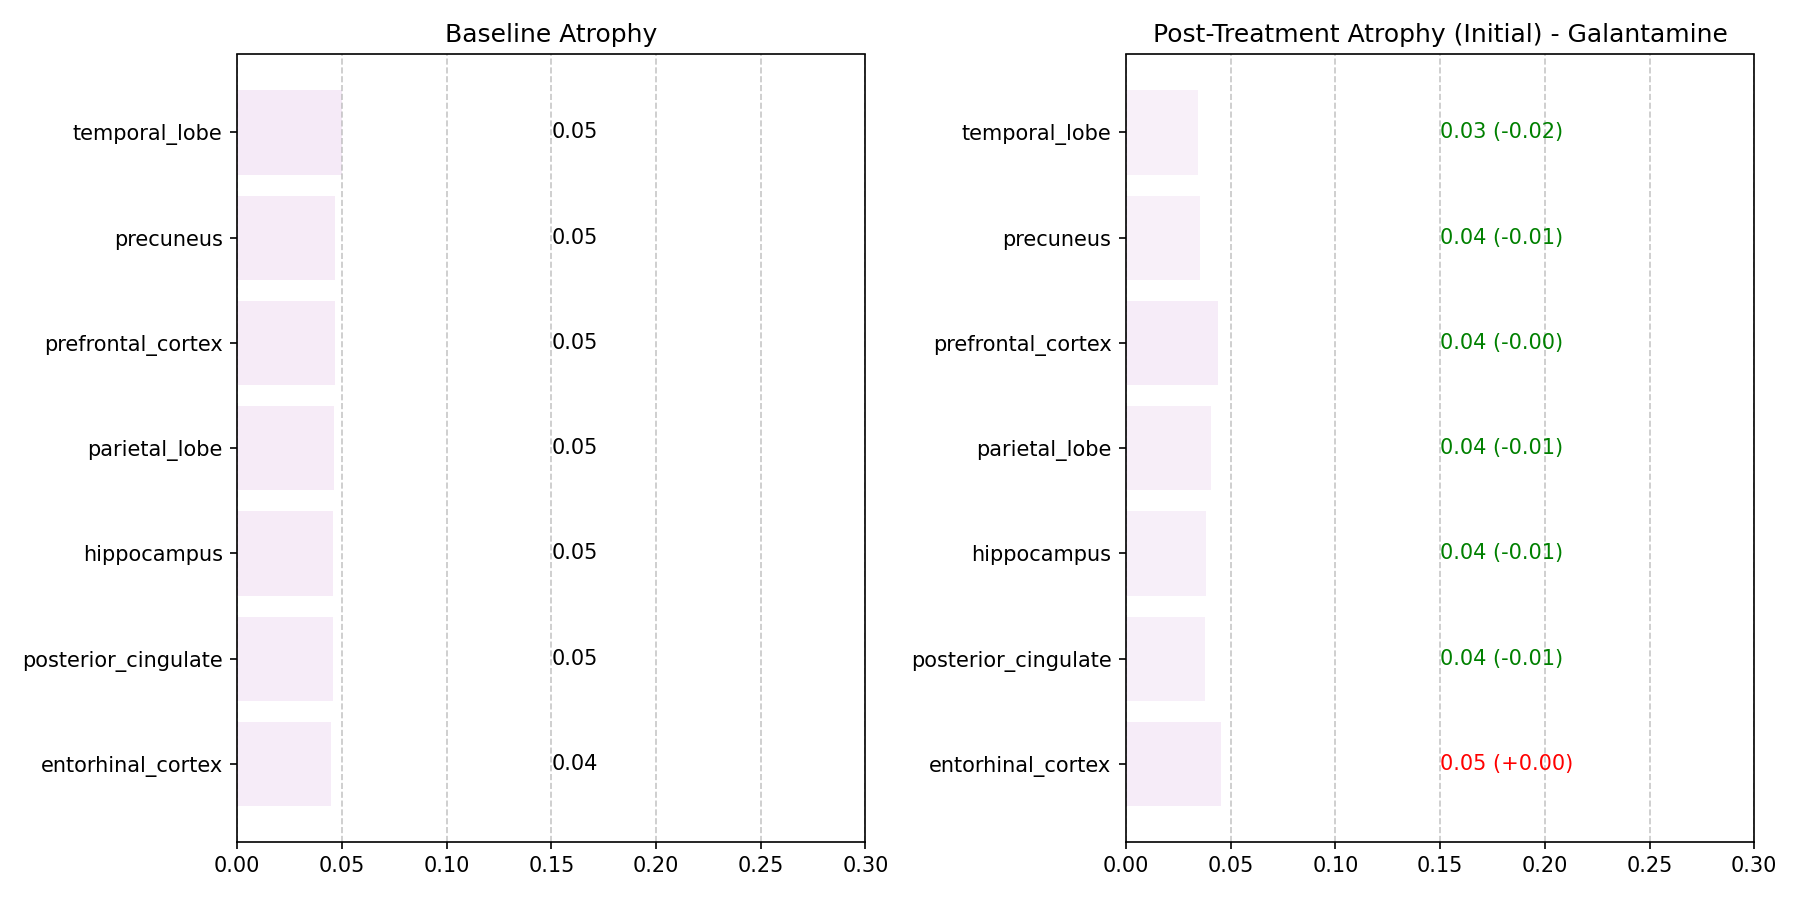 Baseline Atrophy
temporal_lobe 0.05
precuneus 0.05
prefrontal_cortex 0.05
parietal_lobe 0.05
hippocampus 0.05
posterior_cingulate 0.05
entorhinal_cortex 0.04
0.00 0.05 0.10 0.15 0.20 0.25 0.30
Post-Treatment Atrophy (Initial) - Galantamine
temporal_lobe 0.03 (-0.02)
precuneus 0.04 (-0.01)
prefrontal_cortex 0.04 (-0.00)
parietal_lobe 0.04 (-0.01)
hippocampus 0.04 (-0.01)
posterior_cingulate 0.04 (-0.01)
entorhinal_cortex 0.05 (+0.00)
0.00 0.05 0.10 0.15 0.20 0.25 0.30